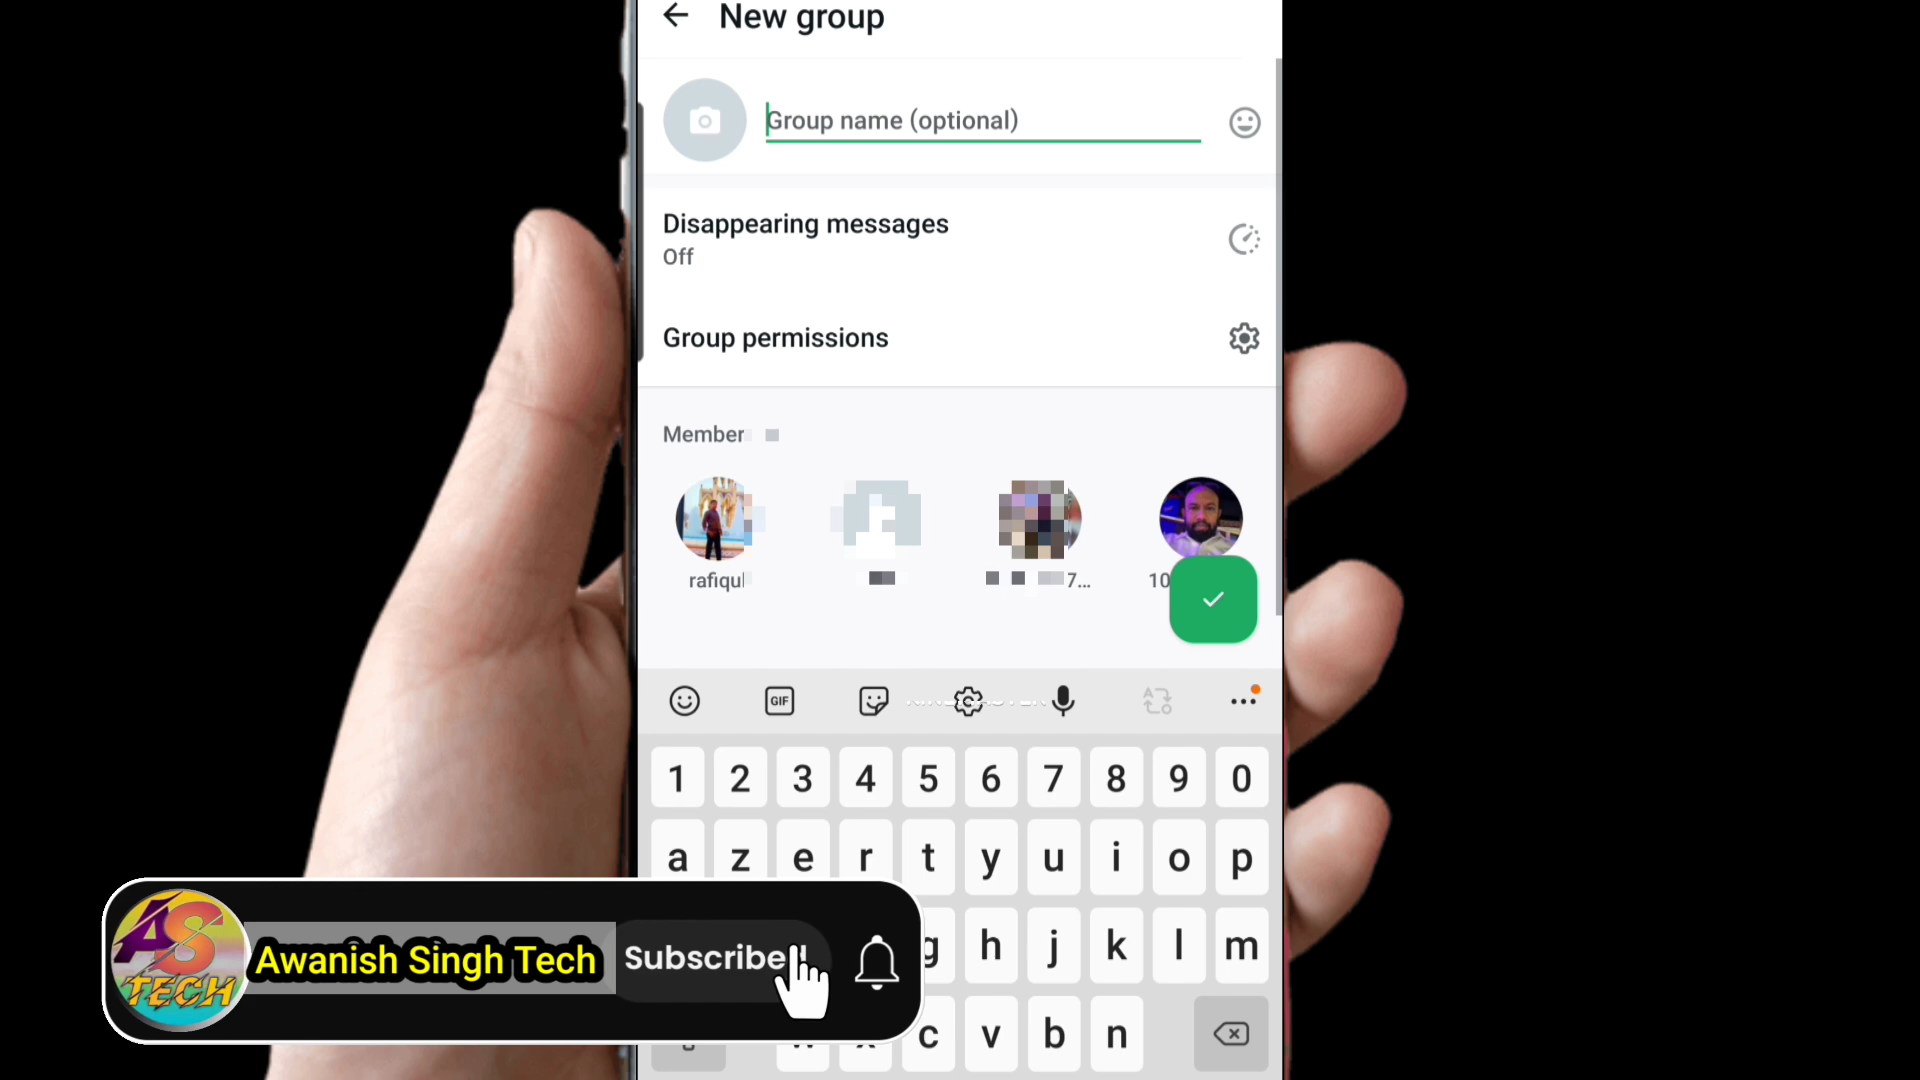 New group
Group name (optional)
Disappearing messages
Off
Group permissions
Member
rafiqul
7...
10
GIF
1 2 3 4 5 6 7 8 9 0
a z e r t y u i o p
g h j k l m
w x c v b n
AS
TECH
Awanish Singh Tech
Subscribe